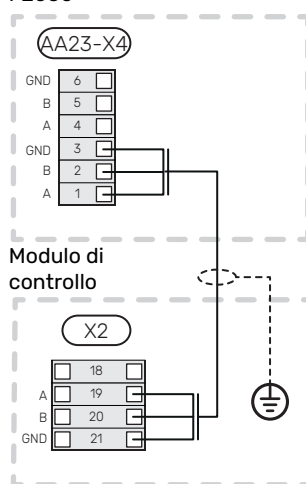 AA23-X4
GND 6
B 5
A 4
GND 3
B 2
A 1
Modulo di
controllo
X2
18
A 19
B 20
GND 21